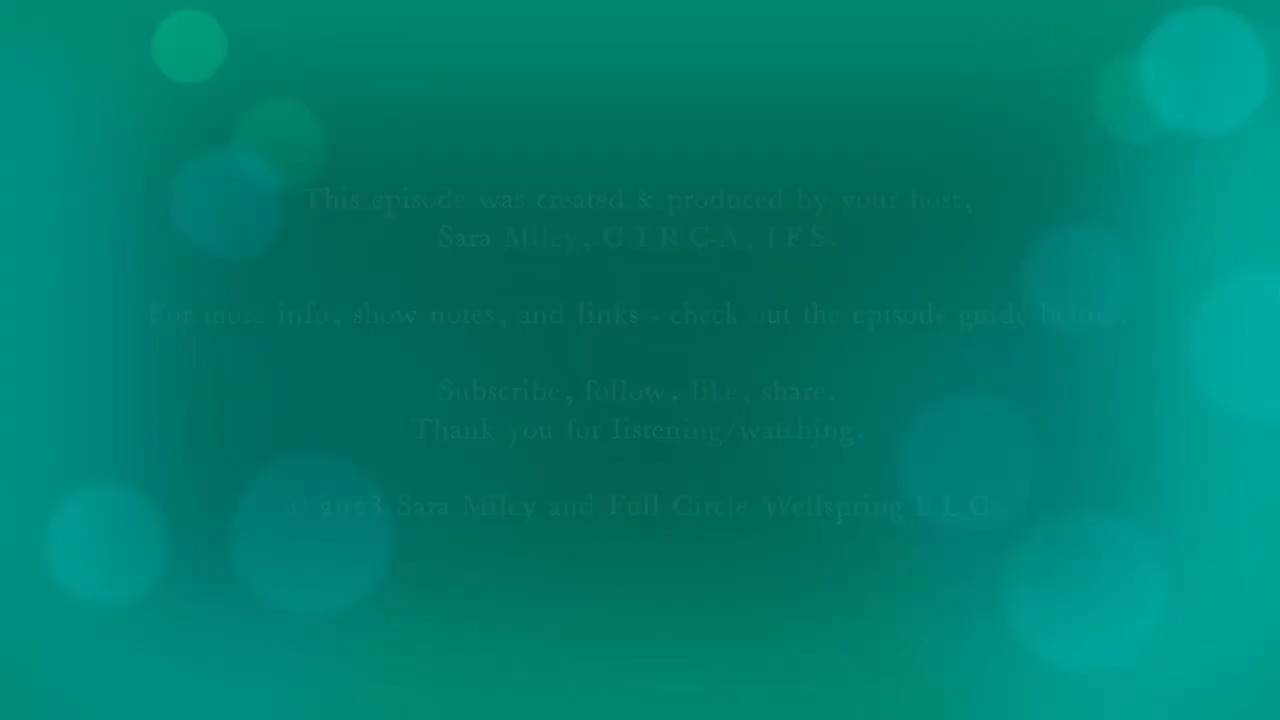 This episode was created & produced by your host,
Sara Miley, C.T.R.C-A, I.F.S.
For more info, show notes, and links - check out the episode guide below.
Subscribe, follow, like, share.
Thank you for listening/watching.
© 2023 Sara Miley and Full Circle Wellspring L.L.C